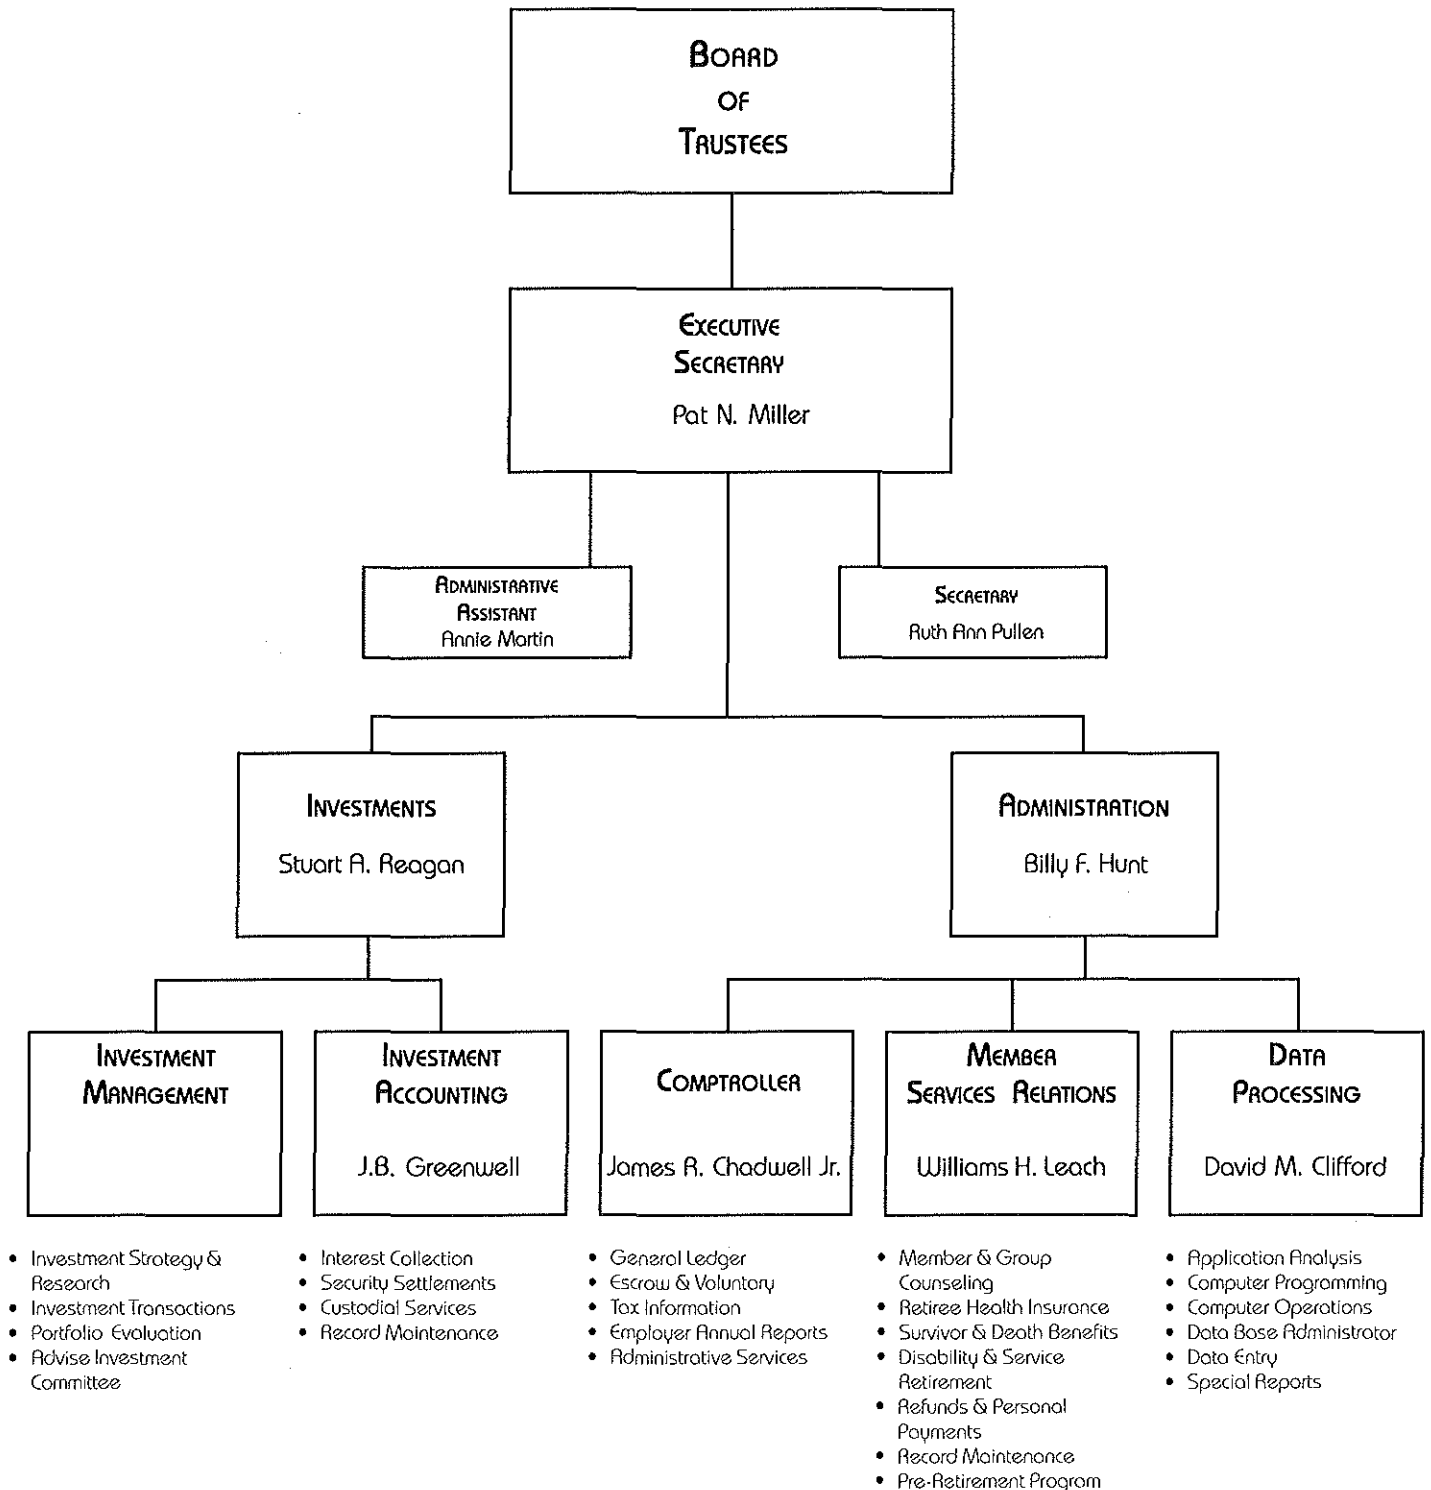 BOARD
OF
TRUSTEES
EXECUTIVE
SECRETARY
Pat N. Miller
ADMINISTRATIVE
ASSISTANT
Annie Martin
SECRETARY
Ruth Ann Pullen
INVESTMENTS
Stuart A. Reagan
ADMINISTRATION
Billy F. Hunt
INVESTMENT
MANAGEMENT
INVESTMENT
ACCOUNTING
J.B. Greenwell
COMPTROLLER
James R. Chadwell Jr.
MEMBER
SERVICES RELATIONS
Williams H. Leach
DATA
PROCESSING
David M. Clifford
• Investment Strategy &
Research
• Investment Transactions
• Portfolio Evaluation
• Advise Investment
Committee
• Interest Collection
• Security Settlements
• Custodial Services
• Record Maintenance
• General Ledger
• Escrow & Voluntary
• Tax Information
• Employer Annual Reports
• Administrative Services
• Member & Group
Counseling
• Retiree Health Insurance
• Survivor & Death Benefits
• Disability & Service
Retirement
• Refunds & Personal
Payments
• Record Maintenance
• Pre-Retirement Program
• Application Analysis
• Computer Programming
• Computer Operations
• Data Base Administrator
• Data Entry
• Special Reports